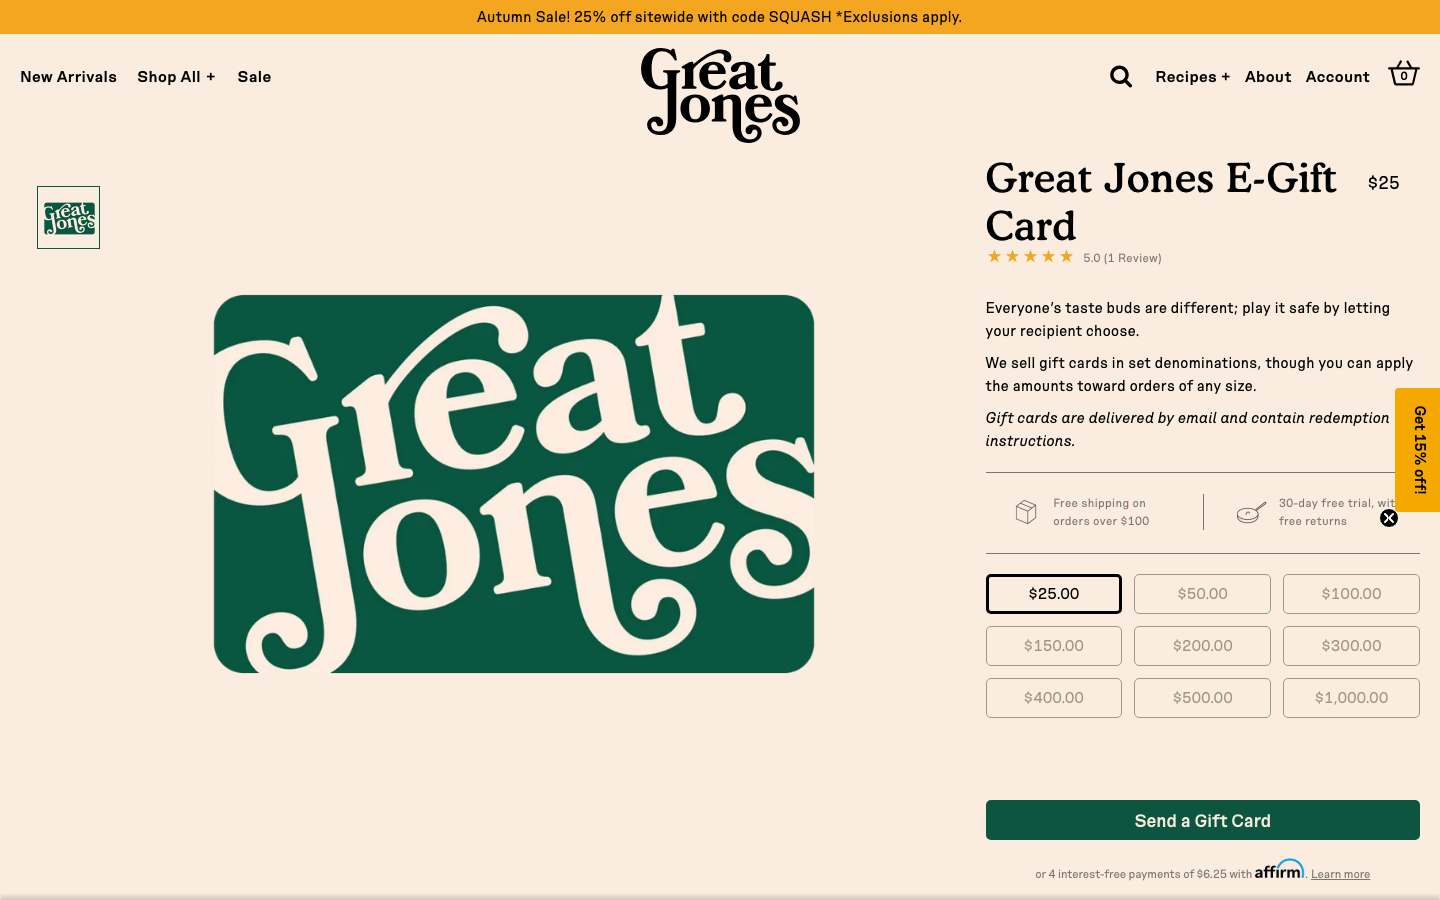 Autumn Sale! 25% off sitewide with code SQUASH *Exclusions apply.
New Arrivals Shop All + Sale
Great
Jones
Recipes + About Account 0
Great Jones
Great Jones E-Gift
Card
$25
5.0 (1 Review)
Great
Jones
Everyone's taste buds are different; play it safe by letting
your recipient choose.
We sell gift cards in set denominations, though you can apply
the amounts toward orders of any size.
Gift cards are delivered by email and contain redemption
instructions.
Get 15% off!
Free shipping on
orders over $100
30-day free trial, wit
free returns
$25.00 $50.00 $100.00
$150.00 $200.00 $300.00
$400.00 $500.00 $1,000.00
Send a Gift Card
or 4 interest-free payments of $6.25 with affirm. Learn more